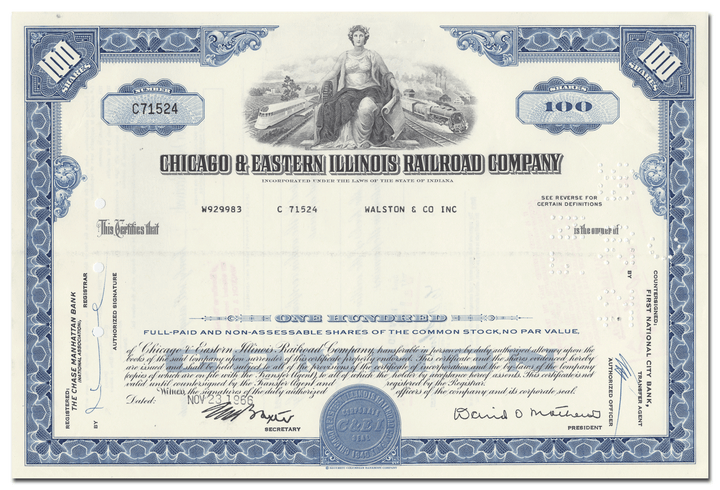 100 SHARES
100 SHARES
NUMBER
C71524
SHARES
100
CHICAGO & EASTERN ILLINOIS RAILROAD COMPANY
INCORPORATED UNDER THE LAWS OF THE STATE OF INDIANA
W929983 C 71524 WALSTON & CO INC
SEE REVERSE FOR
CERTAIN DEFINITIONS
This Certifies that
is the owner of
ONE HUNDRED
FULL-PAID AND NON-ASSESSABLE SHARES OF THE COMMON STOCK, NO PAR VALUE,
of Chicago & Eastern Illinois Railroad Company, transferable in person or by duly authorized attorney upon the
books of the said Company upon surrender of this certificate properly endorsed. This certificate and the shares evidenced hereby
are issued and shall be held subject to all of the provisions of the certificate of incorporation and the by-laws of the Company
(copies of which are on file with the Transfer Agent), to all of which the holder by acceptance hereof assents. This certificate is not
valid until countersigned by the Transfer Agent and registered by the Registrar.
Witness the signatures of the duly authorized officers of the company and its corporate seal.
Dated: NOV 23 1966
SECRETARY
CORPORATE
C&EI
SEAL
PRESIDENT
REGISTERED:
THE CHASE MANHATTAN BANK
(NATIONAL ASSOCIATION)
REGISTRAR
BY
AUTHORIZED SIGNATURE
COUNTERSIGNED:
FIRST NATIONAL CITY BANK,
TRANSFER AGENT
BY
AUTHORIZED OFFICER